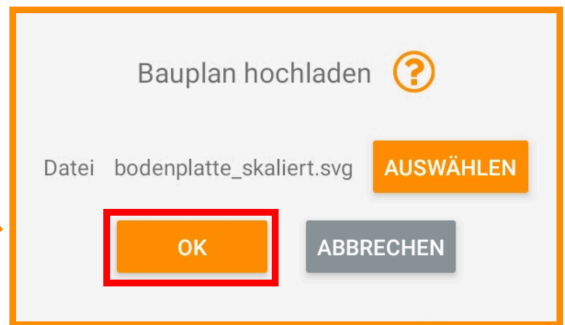 Bauplan hochladen ?
Datei bodenplatte_skaliert.svg AUSWÄHLEN
OK ABBRECHEN